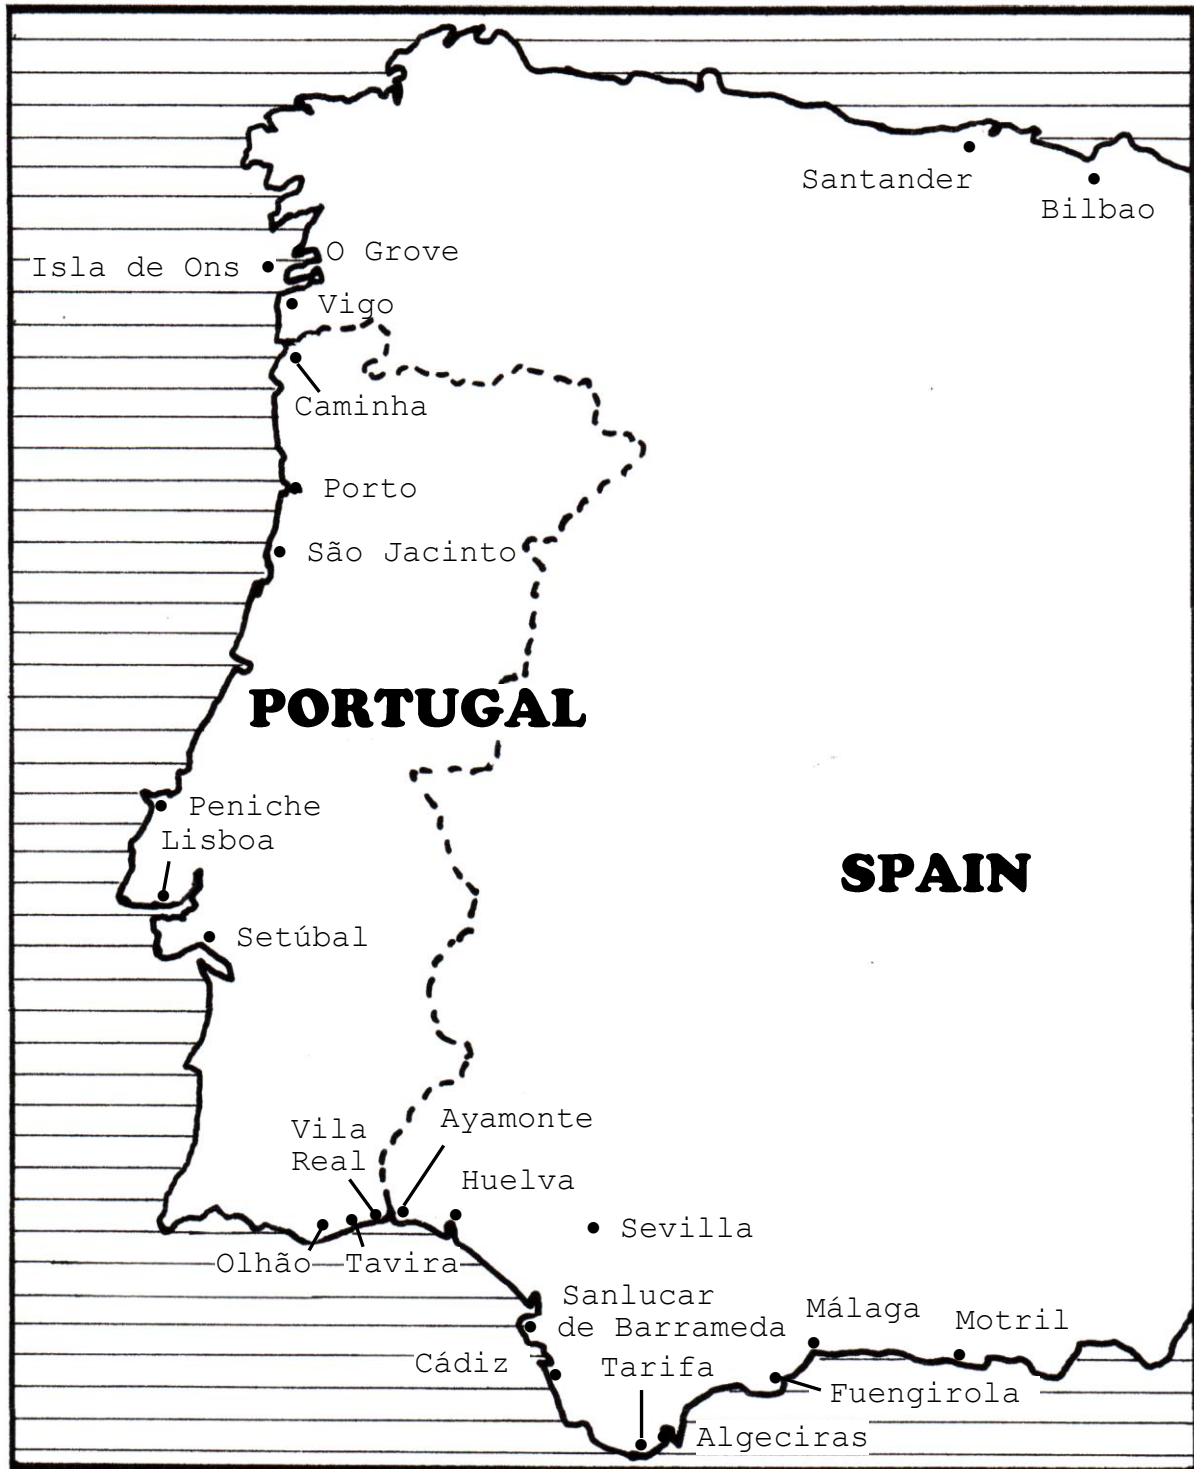 Santander
Bilbao
O Grove
Isla de Ons
Vigo
Caminha
Porto
São Jacinto
PORTUGAL
Peniche
Lisboa
SPAIN
Setúbal
Ayamonte
Vila
Real
Huelva
Sevilla
Olhão
Tavira
Sanlucar
de Barrameda
Málaga
Motril
Cádiz
Tarifa
Fuengirola
Algeciras